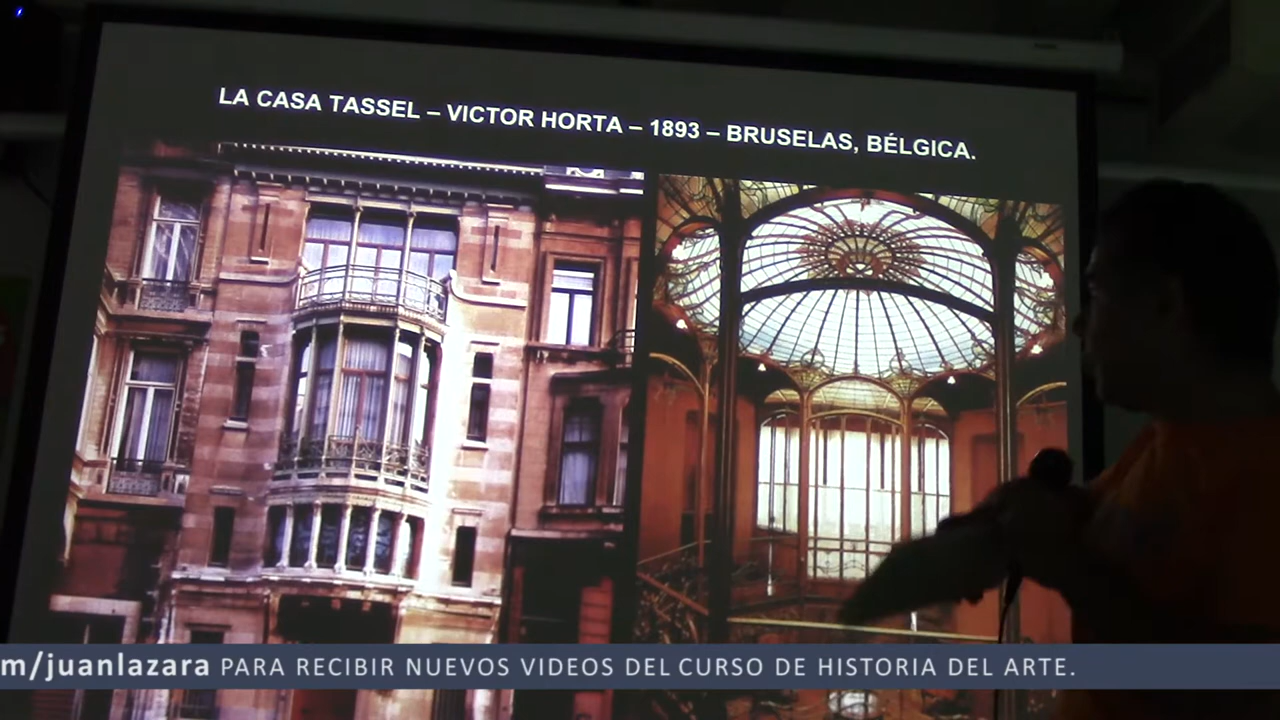 LA CASA TASSEL – VICTOR HORTA – 1893 – BRUSELAS, BÉLGICA.
m/juanlazara PARA RECIBIR NUEVOS VIDEOS DEL CURSO DE HISTORIA DEL ARTE.